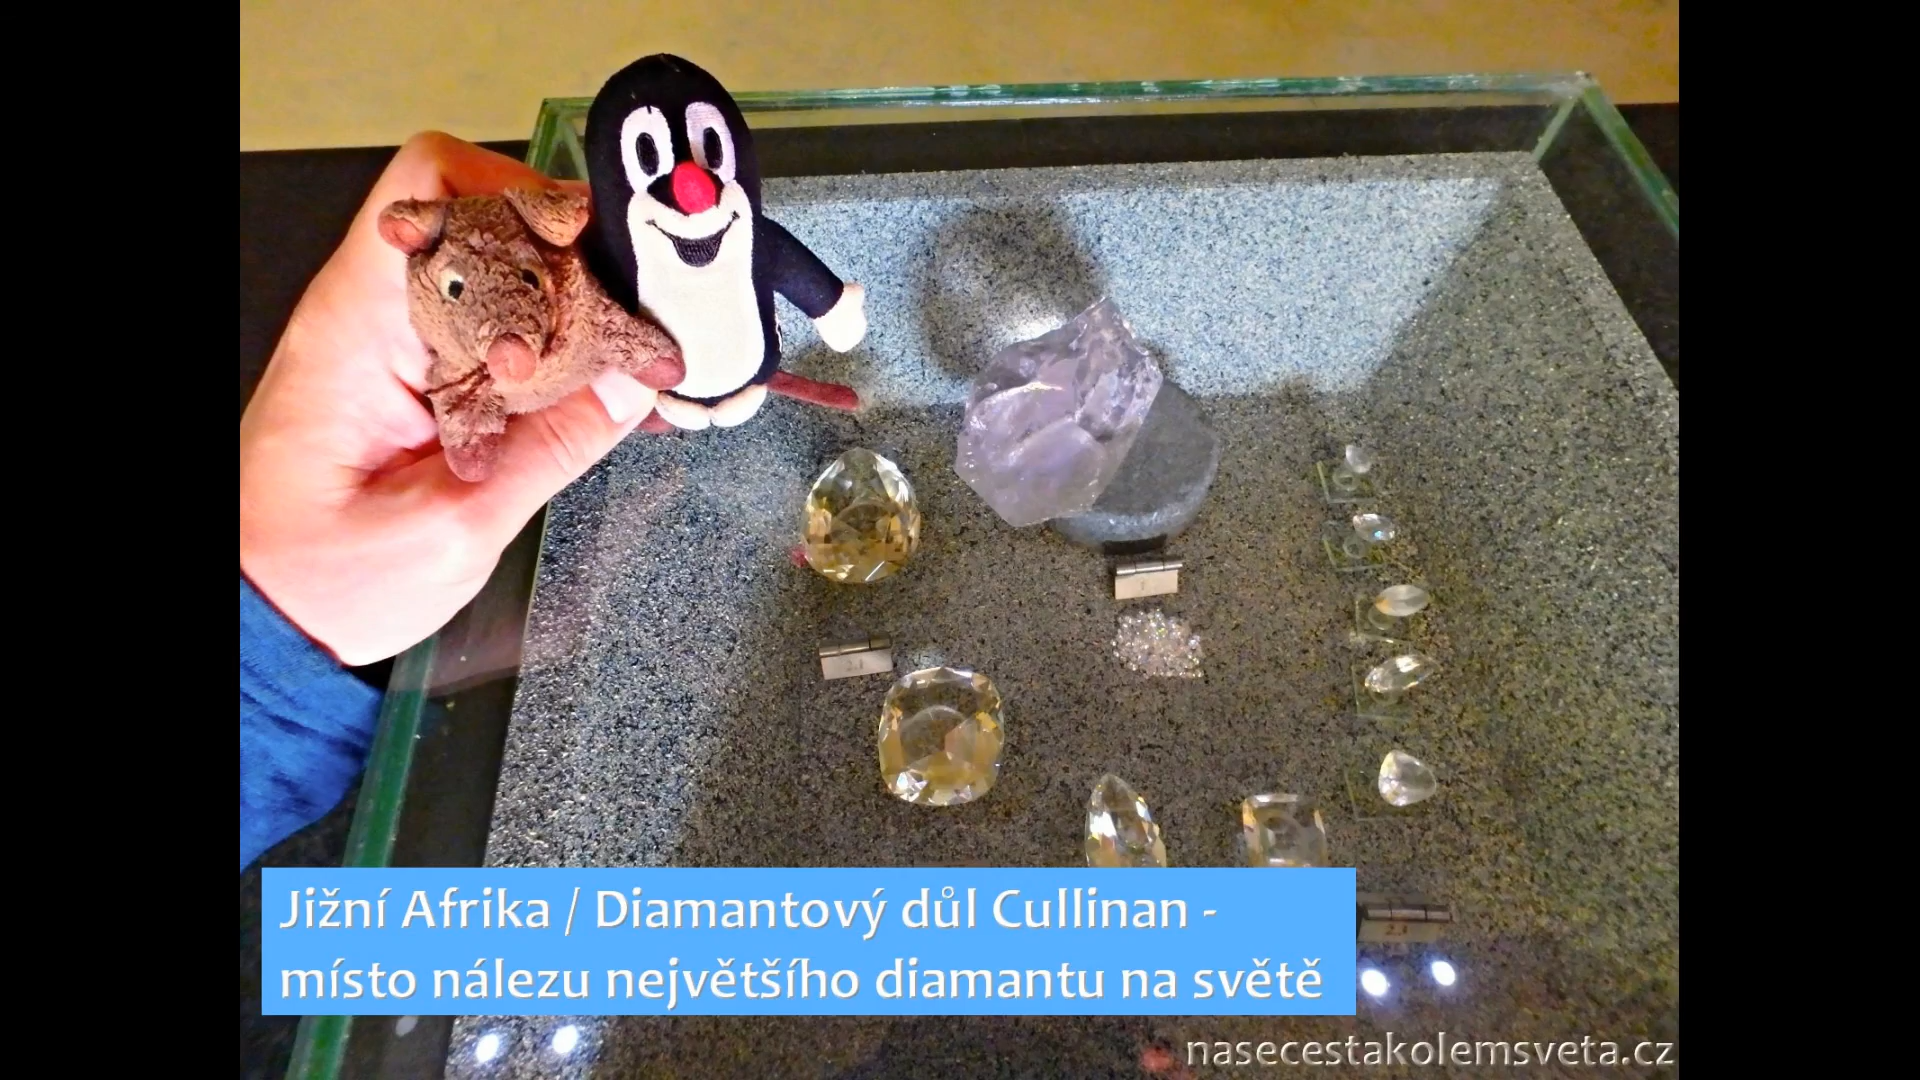 Jižní Afrika / Diamantový důl Cullinan -
místo nálezu největšího diamantu na světě
nasecestakolemsveta.cz